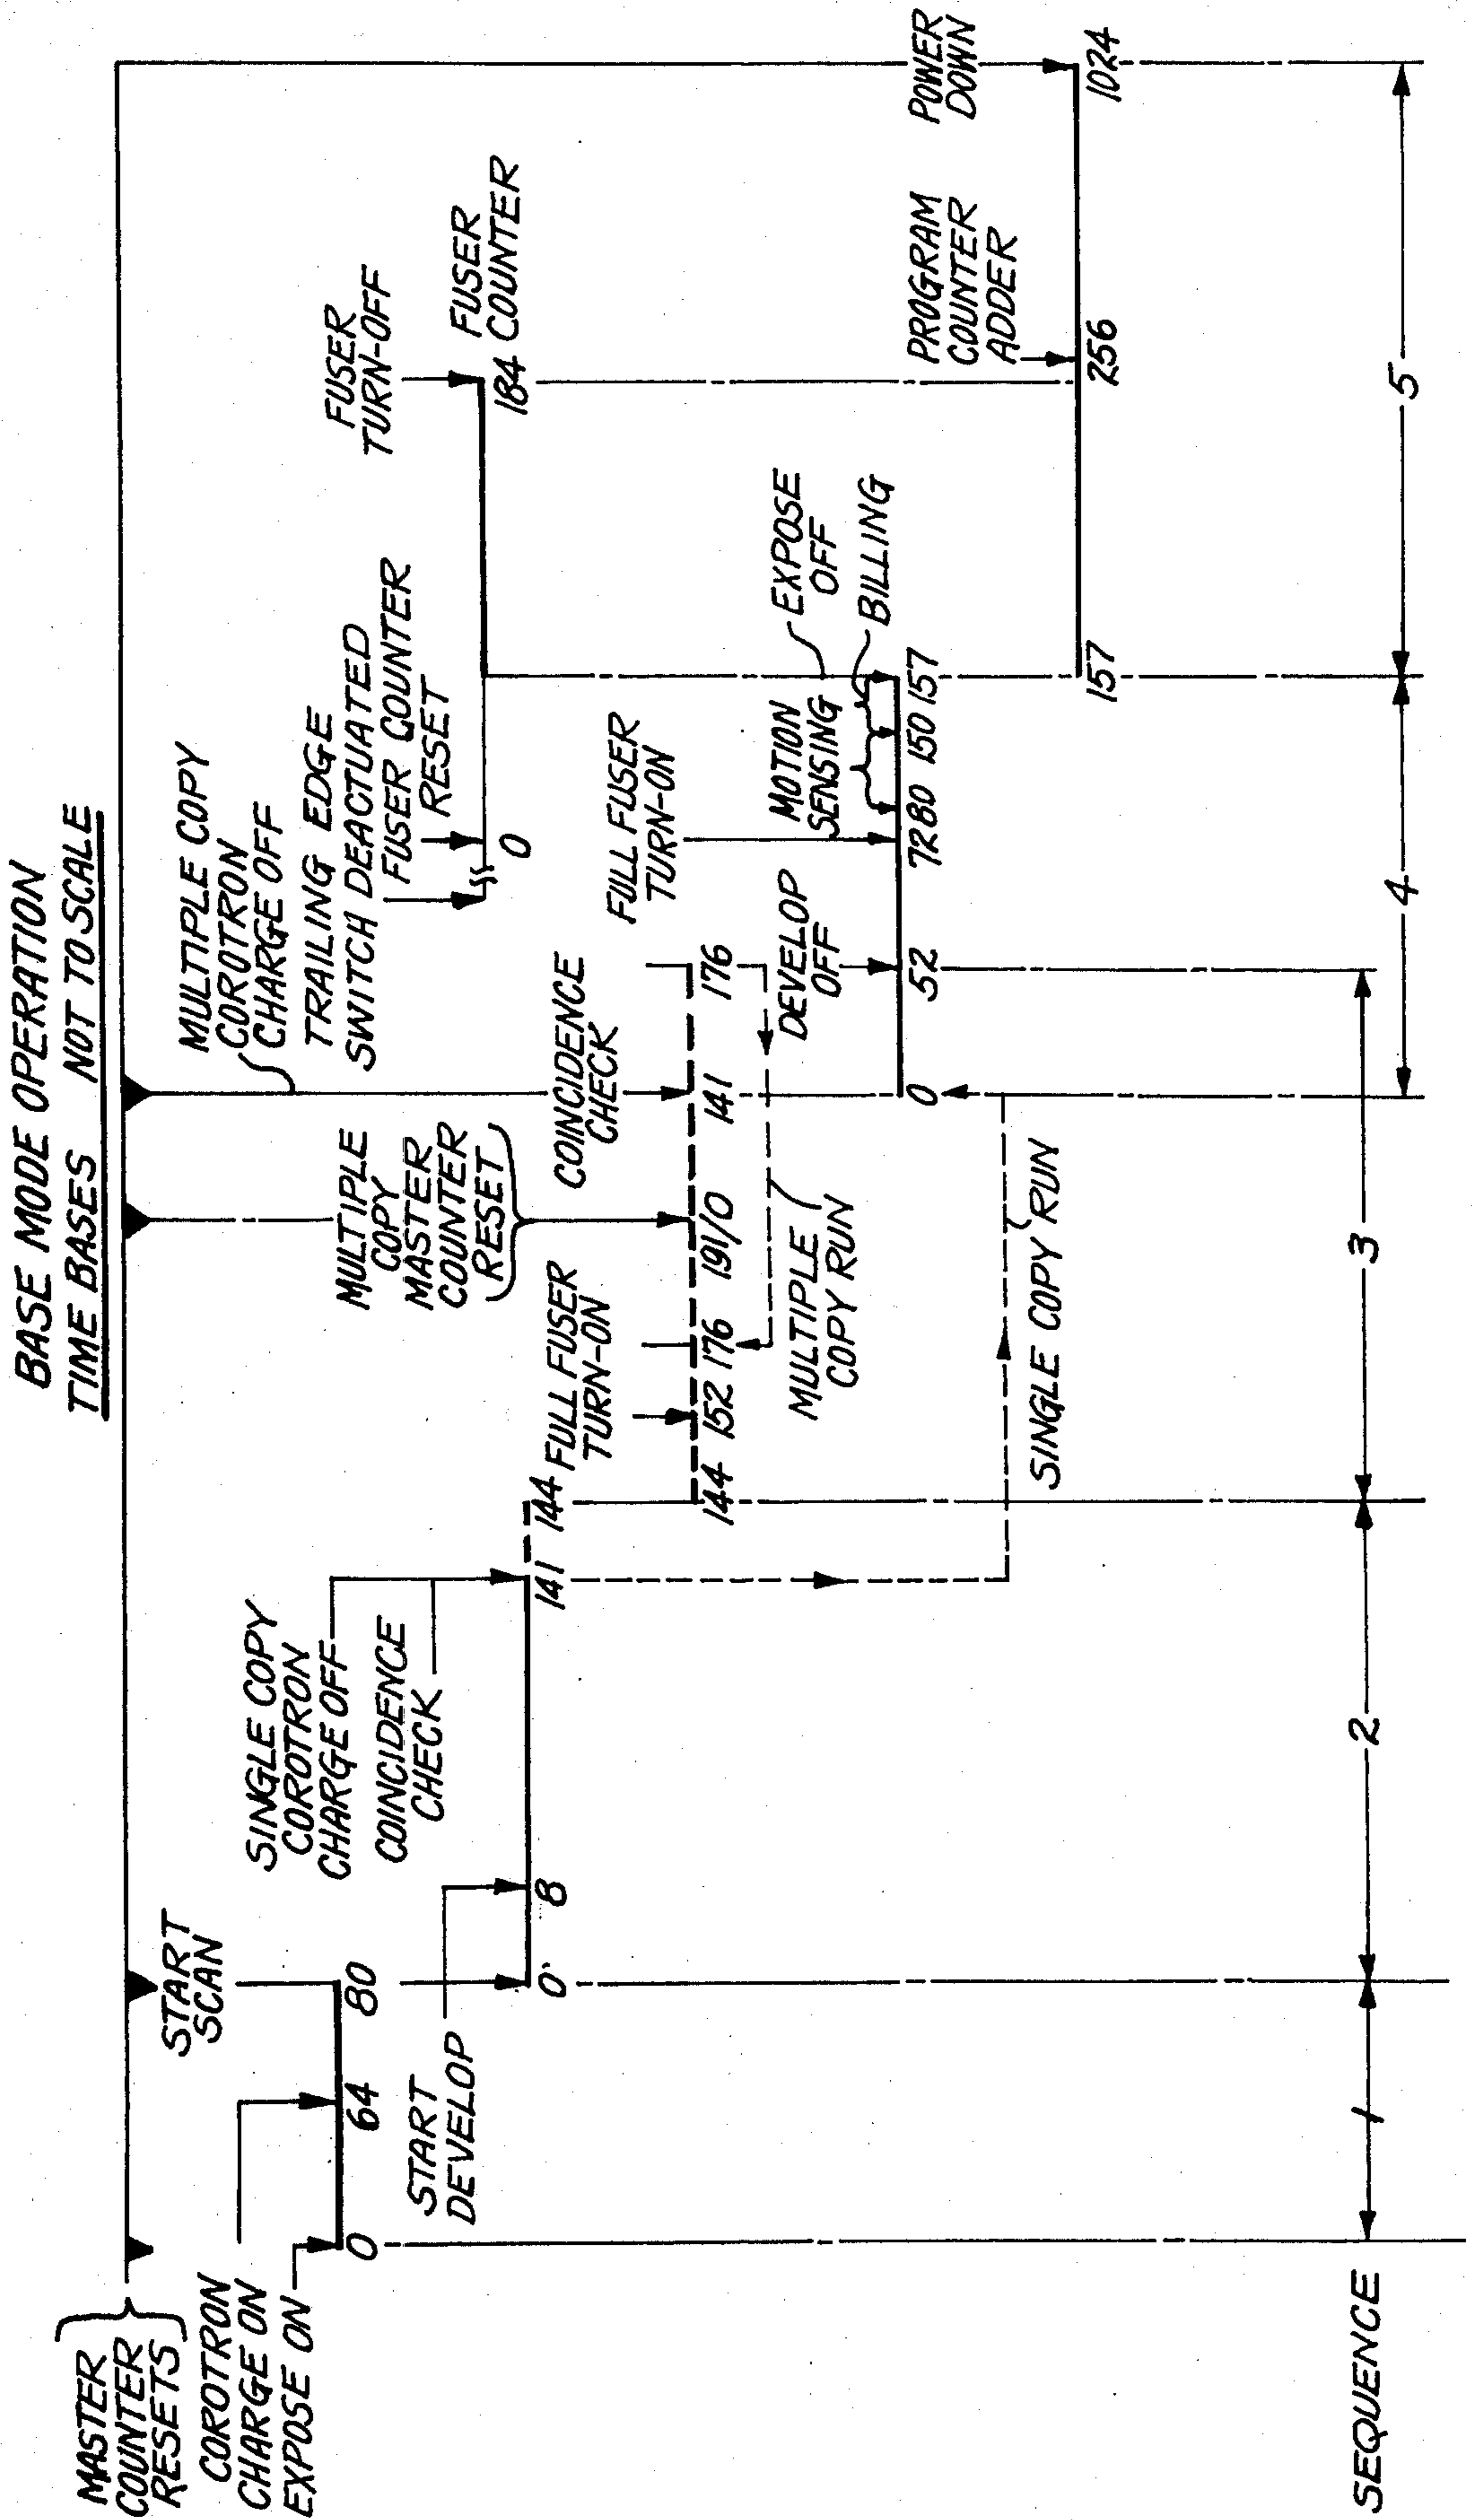 BASE MODE OPERATION
TIME BASES NOT TO SCALE
MASTER
COUNTER
RESETS
COROTRON
CHARGE ON
EXPOSE ON
START
SCAN
0 64 80
START
DEVELOP
SINGLE COPY
COROTRON
CHARGE OFF
COINCIDENCE
CHECK
0 8 141 144
FULL FUSER
TURN-ON
MULTIPLE
COPY
MASTER
COUNTER
RESET
MULTIPLE COPY
COROTRON
CHARGE OFF
COINCIDENCE
CHECK
144 152 176 191/0 141 176
MULTIPLE
COPY RUN
SINGLE COPY RUN
TRAILING EDGE
SWITCH DEACTUATED
FUSER COUNTER
RESET
0
FUSER
TURN-OFF
184
FUSER
COUNTER
DEVELOP
OFF
FULL FUSER
TURN-ON
MOTION
SENSING
EXPOSE
OFF
BILLING
0 52 72 80 150 157
PROGRAM
COUNTER
ADDER
POWER
DOWN
157 256 1024
SEQUENCE 1 2 3 4 5